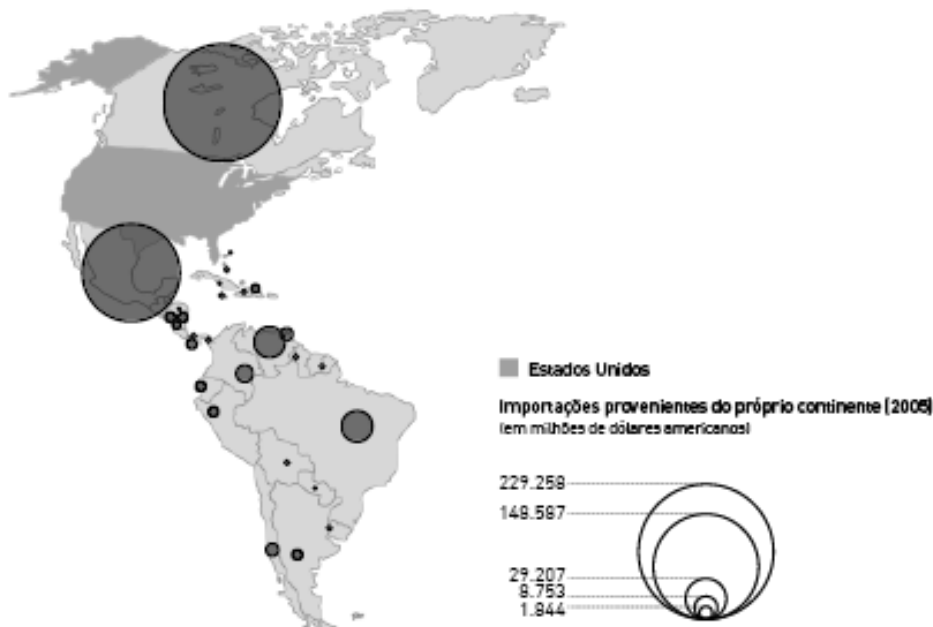 Estados Unidos
Importações provenientes do próprio continente (2005)
(em milhões de dólares americanos)
229.258
148.587
29.207
8.753
1.844